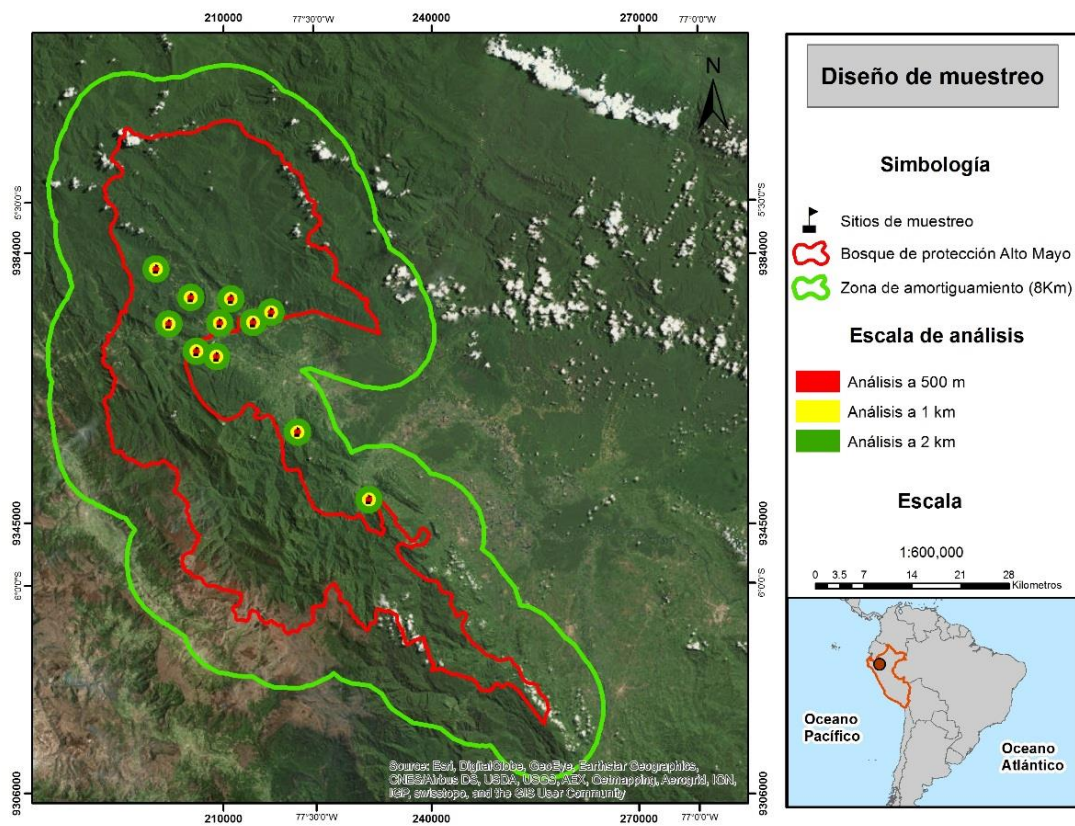 210000
240000
270000
77°30'0"W
77°0'0"W
N
5°30'0"S
5°30'0"S
9384000
9384000
9345000
9345000
6°0'0"S
6°0'0"S
9306000
9306000
Source: Esri, DigitalGlobe, GeoEye, Earthstar Geographics,
CNES/Airbus DS, USDA, USGS, AEX, Getmapping, Aerogrid, IGN,
IGP, swisstopo, and the GIS User Community
210000
240000
270000
77°30'0"W
77°0'0"W
Diseño de muestreo
Simbología
Sitios de muestreo
Bosque de protección Alto Mayo
Zona de amortiguamiento (8Km)
Escala de análisis
Análisis a 500 m
Análisis a 1 km
Análisis a 2 km
Escala
1:600,000
0 3.5 7 14 21 28
Kilometros
Oceano
Pacífico
Oceano
Atlántico